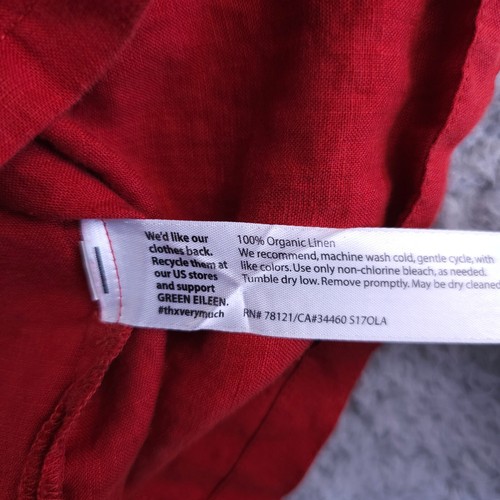 We'd like our
clothes back.
Recycle them at
our US stores
and support
GREEN EILEEN.
#thxverymuch
100% Organic Linen
We recommend, machine wash cold, gentle cycle, with
like colors. Use only non-chlorine bleach, as needed.
Tumble dry low. Remove promptly. May be dry cleaned
RN# 78121/CA#34460 S17OLA